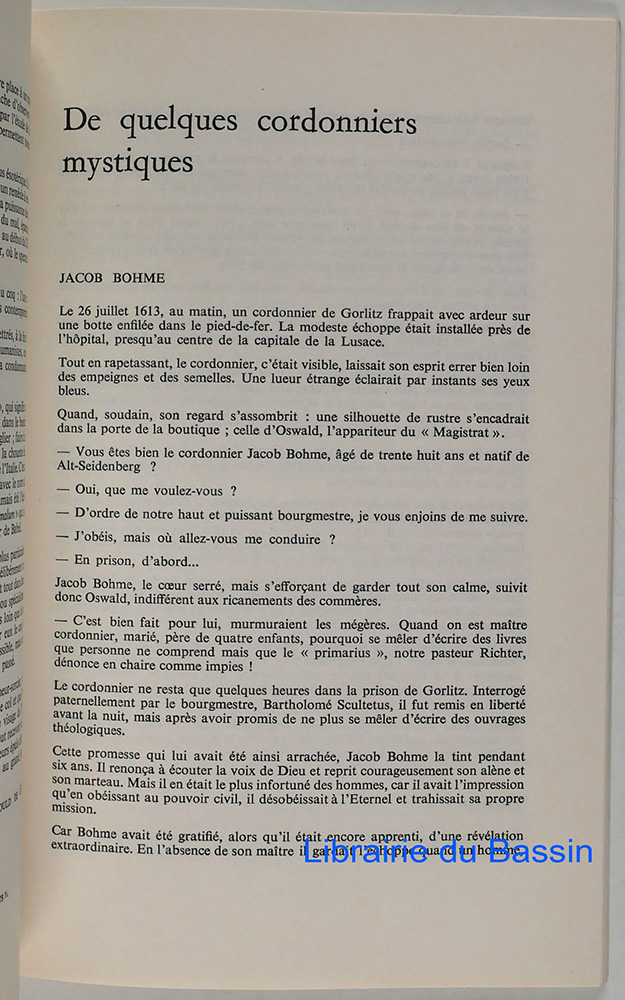 De quelques cordonniers
mystiques
JACOB BOHME
Le 26 juillet 1613, au matin, un cordonnier de Gorlitz frappait avec ardeur sur
une botte enfilée dans le pied-de-fer. La modeste échoppe était installée près de
l'hôpital, presqu'au centre de la capitale de la Lusace.
Tout en rapetassant, le cordonnier, c'était visible, laissait son esprit errer bien loin
des empeignes et des semelles. Une lueur étrange éclairait par instants ses yeux
bleus.
Quand, soudain, son regard s'assombrit : une silhouette de rustre s'encadrait
dans la porte de la boutique ; celle d'Oswald, l'appariteur du « Magistrat ».
— Vous êtes bien le cordonnier Jacob Bohme, âgé de trente huit ans et natif de
Alt-Seidenberg ?
— Oui, que me voulez-vous ?
— D'ordre de notre haut et puissant bourgmestre, je vous enjoins de me suivre.
— J'obéis, mais où allez-vous me conduire ?
— En prison, d'abord...
Jacob Bohme, le cœur serré, mais s'efforçant de garder tout son calme, suivit
donc Oswald, indifférent aux ricanements des commères.
— C'est bien fait pour lui, murmuraient les mégères. Quand on est maître
cordonnier, marié, père de quatre enfants, pourquoi se mêler d'écrire des livres
que personne ne comprend mais que le « primarius », notre pasteur Richter,
dénonce en chaire comme impies !
Le cordonnier ne resta que quelques heures dans la prison de Gorlitz. Interrogé
paternellement par le bourgmestre, Bartholomé Scultetus, il fut remis en liberté
avant la nuit, mais après avoir promis de ne plus se mêler d'écrire des ouvrages
théologiques.
Cette promesse qui lui avait été ainsi arrachée, Jacob Bohme la tint pendant
six ans. Il renonça à écouter la voix de Dieu et reprit courageusement son alène et
son marteau. Mais il en était le plus infortuné des hommes, car il avait l'impression
qu'en obéissant au pouvoir civil, il désobéissait à l'Eternel et trahissait sa propre
mission.
Car Bohme avait été gratifié, alors qu'il était encore apprenti, d'une révélation
extraordinaire. En l'absence de son maître il gardait l'échoppe quand un homme,
Librairie du Bassin